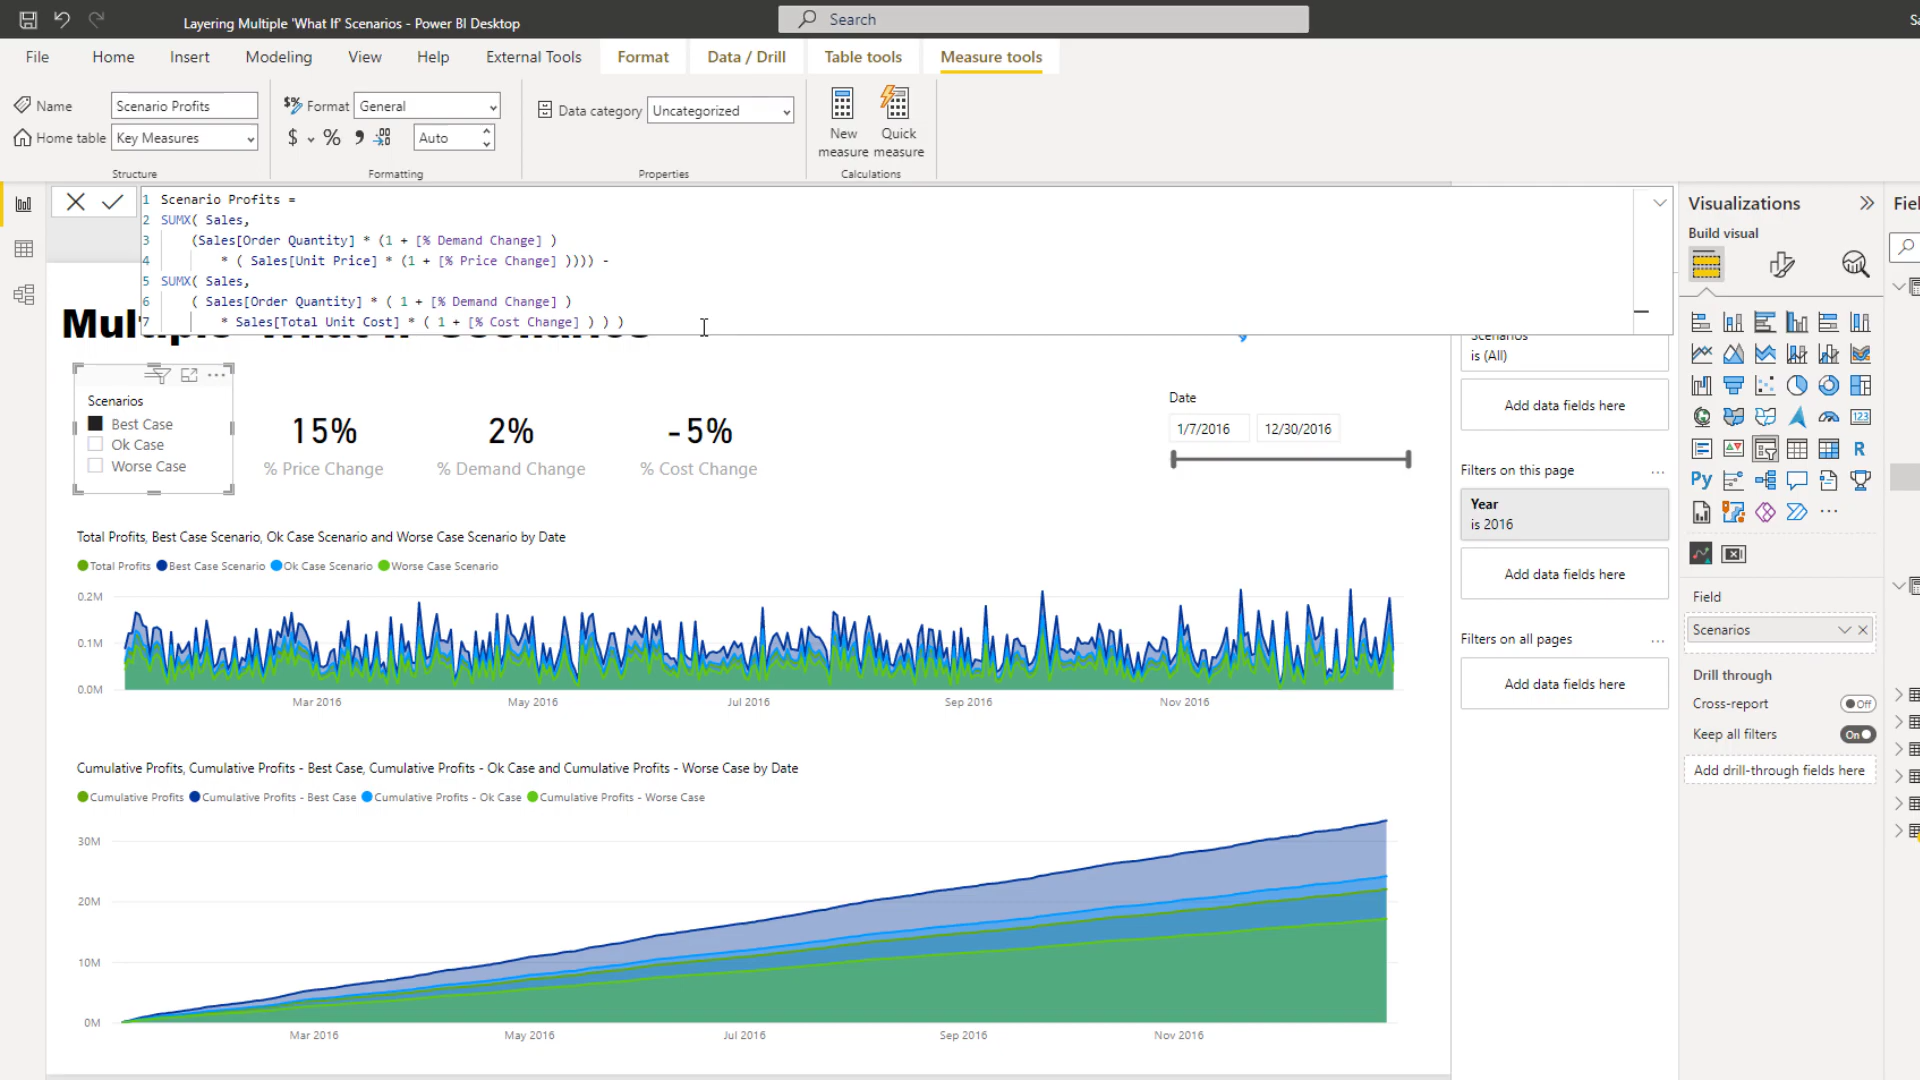 Layering Multiple 'What If' Scenarios - Power BI Desktop
Search
File Home Insert Modeling View Help External Tools Format Data / Drill Table tools Measure tools
Name Scenario Profits
Home table Key Measures
Structure
$% Format General
$ % Auto
Formatting
Data category Uncategorized
Properties
New measure
Quick measure
Calculations
1 Scenario Profits =
2 SUMX( Sales,
3 (Sales[Order Quantity] * (1 + [% Demand Change] )
4 * ( Sales[Unit Price] * (1 + [% Price Change] )))) -
5 SUMX( Sales,
6 ( Sales[Order Quantity] * ( 1 + [% Demand Change] )
7 * Sales[Total Unit Cost] * ( 1 + [% Cost Change] ) ) )
Scenarios
Best Case
Ok Case
Worse Case
15%
% Price Change
2%
% Demand Change
-5%
% Cost Change
Date
1/7/2016 12/30/2016
Total Profits, Best Case Scenario, Ok Case Scenario and Worse Case Scenario by Date
Total Profits Best Case Scenario Ok Case Scenario Worse Case Scenario
0.2M
0.1M
0.0M
Mar 2016 May 2016 Jul 2016 Sep 2016 Nov 2016
Cumulative Profits, Cumulative Profits - Best Case, Cumulative Profits - Ok Case and Cumulative Profits - Worse Case by Date
Cumulative Profits Cumulative Profits - Best Case Cumulative Profits - Ok Case Cumulative Profits - Worse Case
30M
20M
10M
0M
Mar 2016 May 2016 Jul 2016 Sep 2016 Nov 2016
Scenarios
is (All)
Add data fields here
Filters on this page
Year
is 2016
Add data fields here
Filters on all pages
Add data fields here
Visualizations
Build visual
123
R
Py
Field
Scenarios
Drill through
Cross-report Off
Keep all filters On
Add drill-through fields here